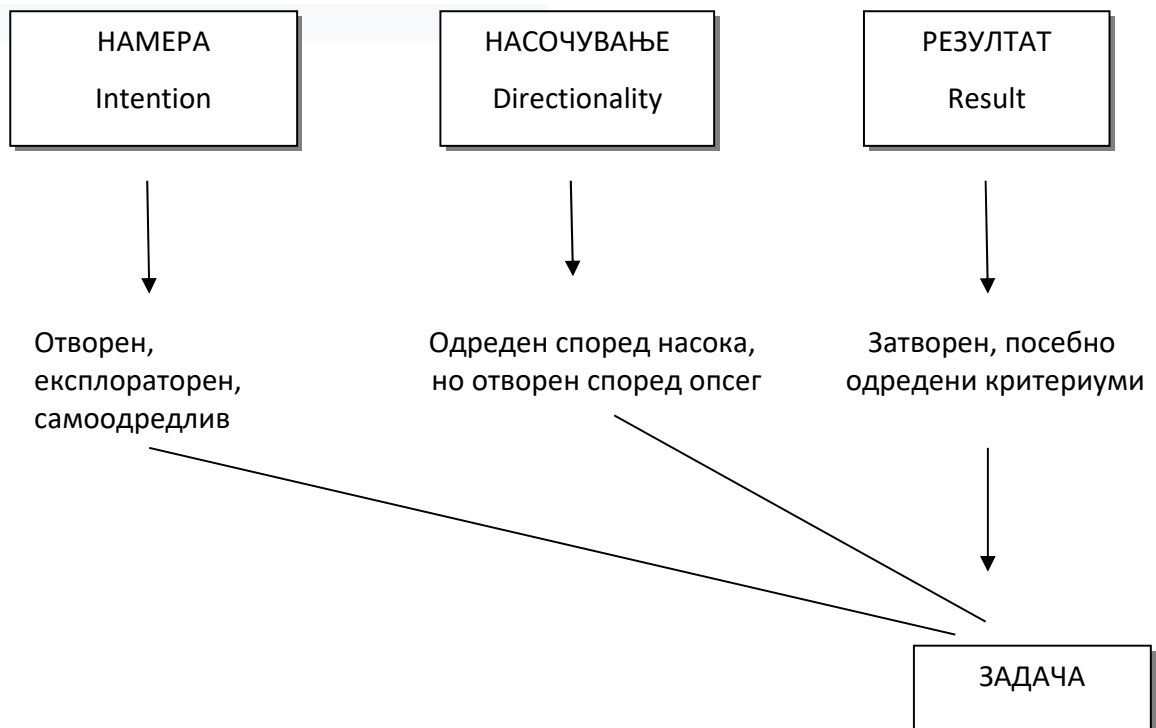 НАМЕРА
Intention
НАСОЧУВАЊЕ
Directionality
РЕЗУЛТАТ
Result
Отворен,
експлораторен,
самоодредлив
Одреден според насока,
но отворен според опсег
Затворен, посебно
одредени критериуми
ЗАДАЧА